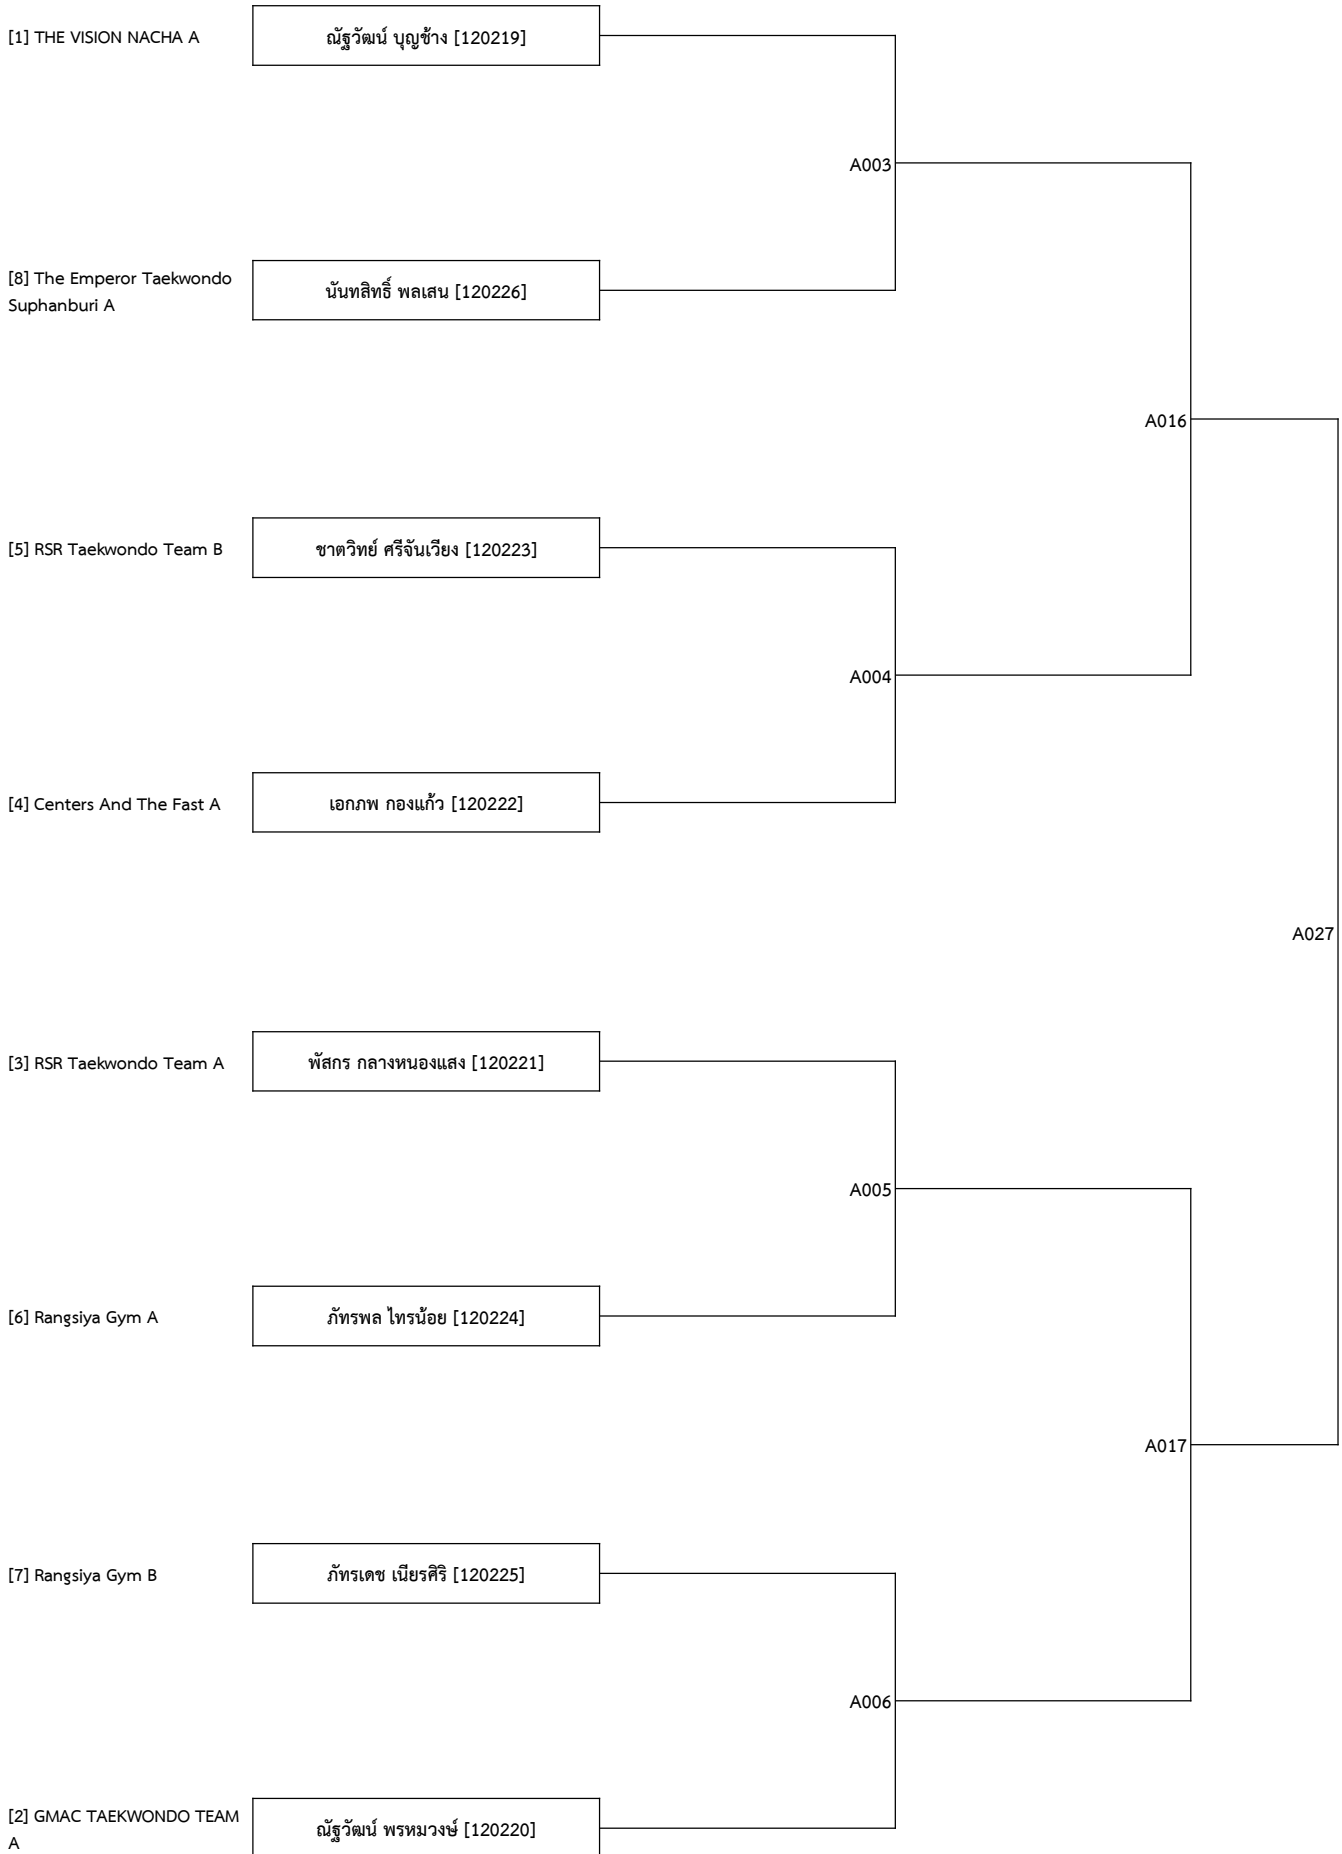 [1] THE VISION NACHA A
ณัฐวัฒน์ บุญช้าง [120219]
A003
[8] The Emperor Taekwondo
Suphanburi A
นันทสิทธิ์ พลเสน [120226]
A016
[5] RSR Taekwondo Team B
ชาตวิทย์ ศรีจันเวียง [120223]
A004
[4] Centers And The Fast A
เอกภพ กองแก้ว [120222]
A027
[3] RSR Taekwondo Team A
พัสกร กลางหนองแสง [120221]
A005
[6] Rangsiya Gym A
ภัทรพล ไทรน้อย [120224]
A017
[7] Rangsiya Gym B
ภัทรเดช เนียรศิริ [120225]
A006
[2] GMAC TAEKWONDO TEAM
A
ณัฐวัฒน์ พรหมวงษ์ [120220]